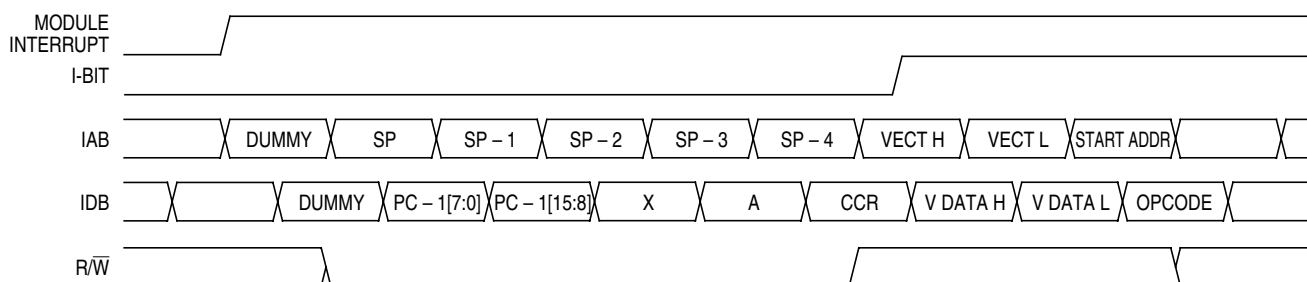 MODULE
INTERRUPT
I-BIT
IAB DUMMY SP SP – 1 SP – 2 SP – 3 SP – 4 VECT H VECT L START ADDR
IDB DUMMY PC – 1[7:0] PC – 1[15:8] X A CCR V DATA H V DATA L OPCODE
R/W̅